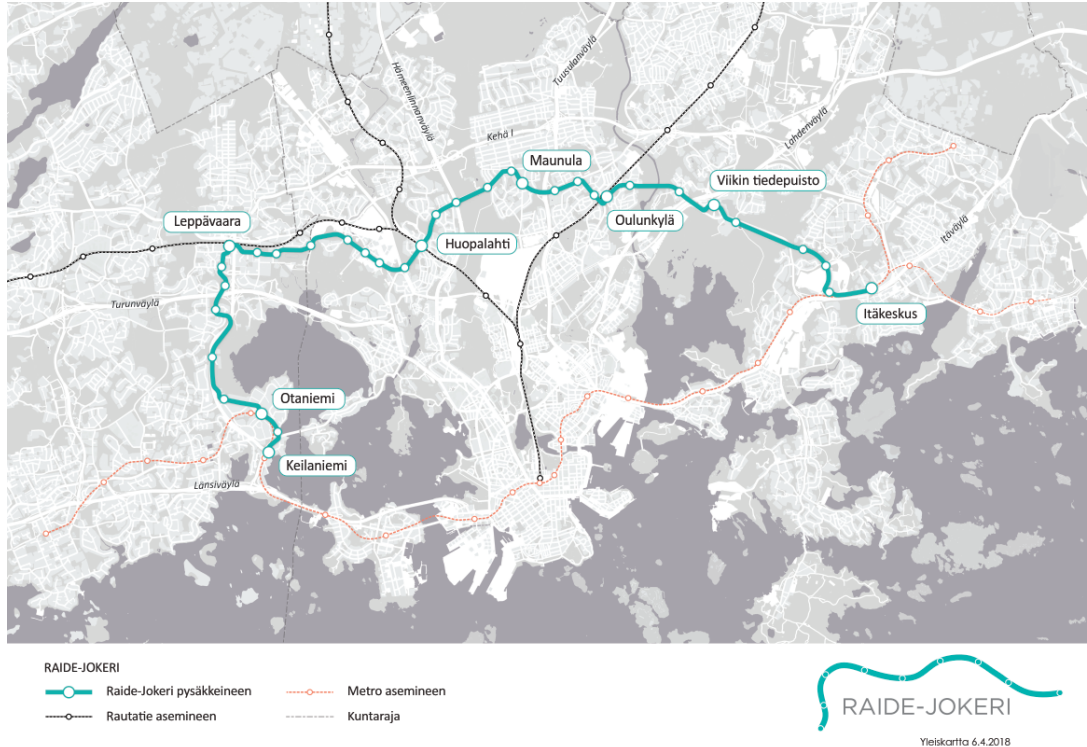 Tuusulanväylä
Hämeenlinnanväylä
Lahdenväylä
Kehä I
Maunula
Viikin tiedepuisto
Leppävaara
Oulunkylä
Itäväylä
Huopalahti
Turunväylä
Itäkeskus
Otaniemi
Keilaniemi
Länsiväylä
RAIDE-JOKERI
Raide-Jokeri pysäkkeineen
Metro asemineen
Rautatie asemineen
Kuntaraja
RAIDE-JOKERI
Yleiskartta 6.4.2018